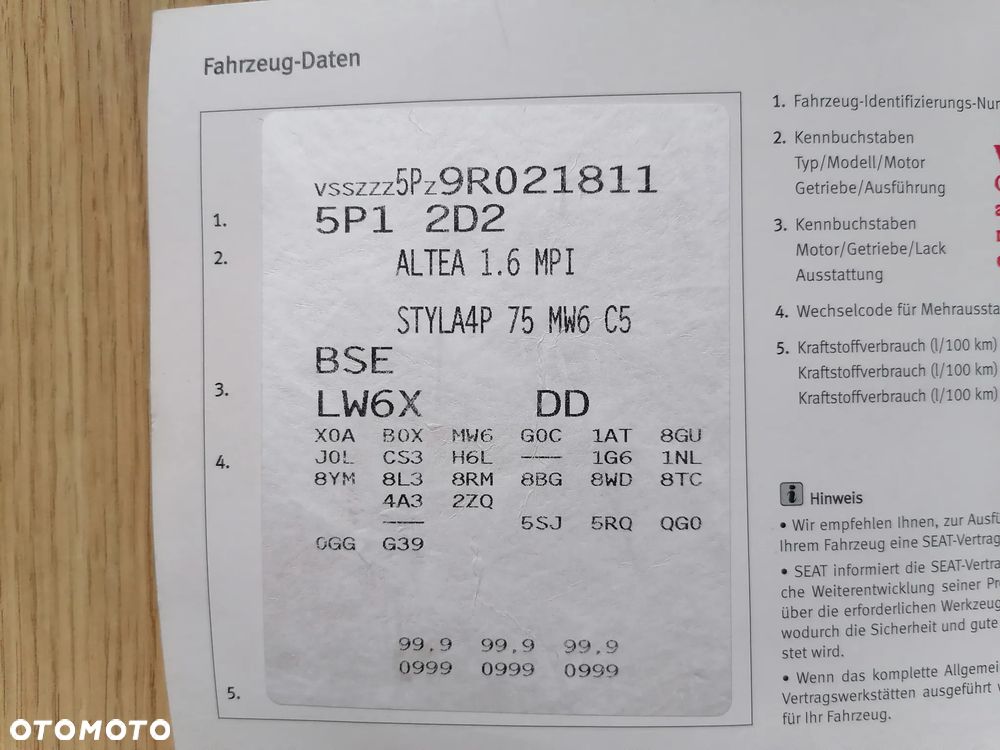 Fahrzeug-Daten
VSSZZZ5PZ9R021811
1. 5P1 2D2
2. ALTEA 1.6 MPI
STYLA4P 75 MW6 C5
BSE
3. LW6X DD
X0A B0X MW6 G0C 1AT 8GU
4. J0L CS3 H6L —— 1G6 1NL
8YM 8L3 8RM 8BG 8WD 8TC
4A3 2ZQ
—— 5SJ 5RQ QG0
0GG G39
99.9 99.9 99.9
0999 0999 0999
5.
1. Fahrzeug-Identifizierungs-Nur
2. Kennbuchstaben
Typ/Modell/Motor
Getriebe/Ausführung
3. Kennbuchstaben
Motor/Getriebe/Lack
Ausstattung
4. Wechselcode für Mehraussta
5. Kraftstoffverbrauch (l/100 km)
Kraftstoffverbrauch (l/100 km)
Kraftstoffverbrauch (l/100 km)
i Hinweis
• Wir empfehlen Ihnen, zur Ausfü
Ihrem Fahrzeug eine SEAT-Vertrag
• SEAT informiert die SEAT-Vertra
che Weiterentwicklung seiner Pr
über die erforderlichen Werkzeug
wodurch die Sicherheit und gute
stet wird.
• Wenn das komplette Allgemei
Vertragswerkstätten ausgeführt
für Ihr Fahrzeug.
OTOMOTO